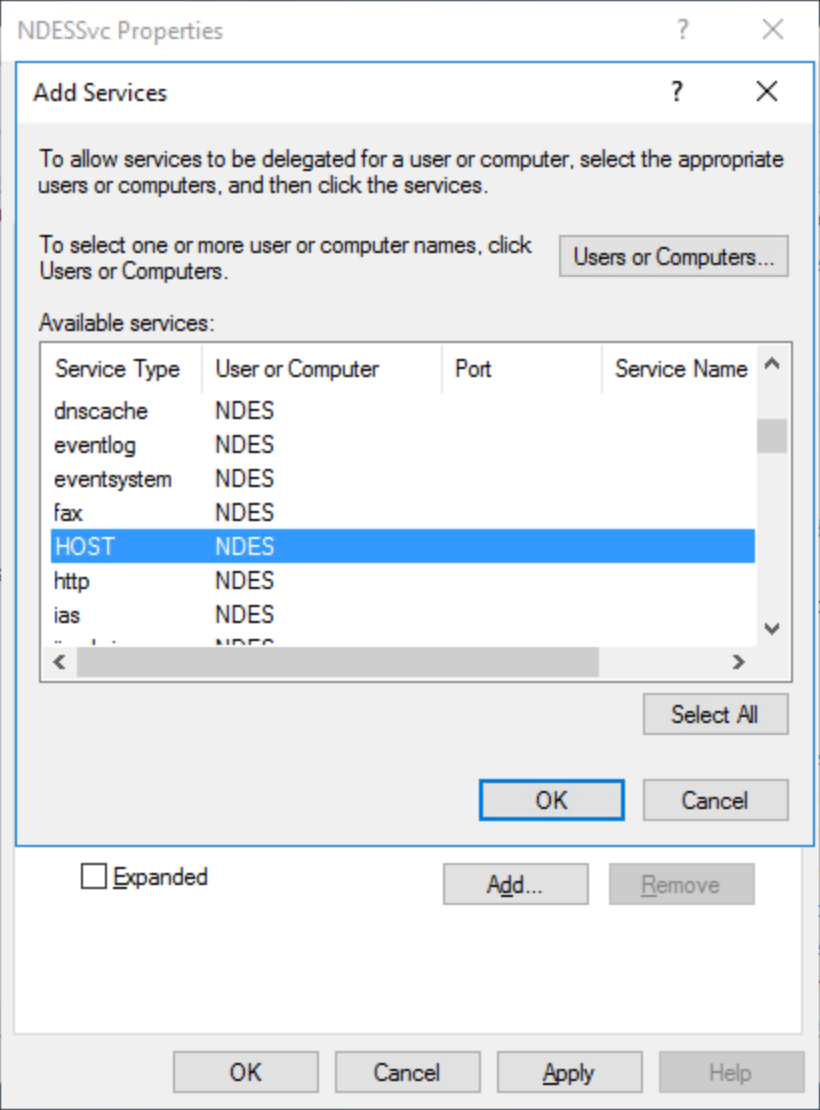 NDESSvc Properties
?
Add Services
?
To allow services to be delegated for a user or computer, select the appropriate
users or computers, and then click the services.
To select one or more user or computer names, click
Users or Computers.
Users or Computers...
Available services:
Service Type User or Computer Port Service Name
dnscache NDES
eventlog NDES
eventsystem NDES
fax NDES
HOST NDES
http NDES
ias NDES
Select All
OK Cancel
Expanded Add... Remove
OK Cancel Apply Help